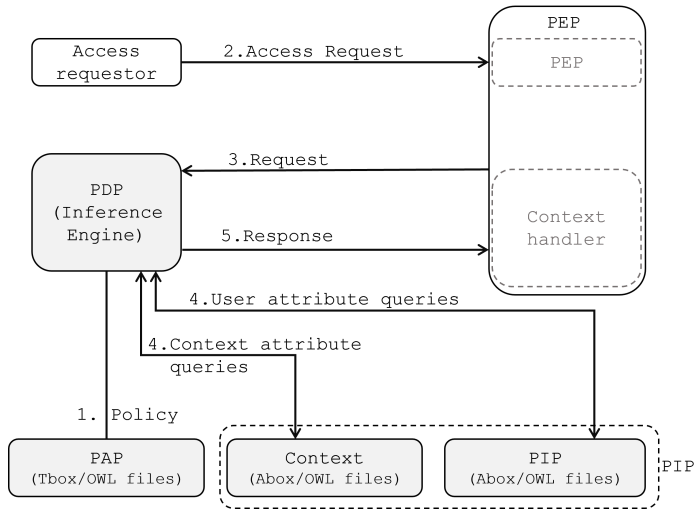 PEP
Access
requestor
2.Access Request
PEP
3.Request
PDP
(Inference
Engine)
Context
handler
5.Response
4.User attribute queries
4.Context attribute
queries
1. Policy
PAP
(Tbox/OWL files)
Context
(Abox/OWL files)
PIP
(Abox/OWL files)
PIP